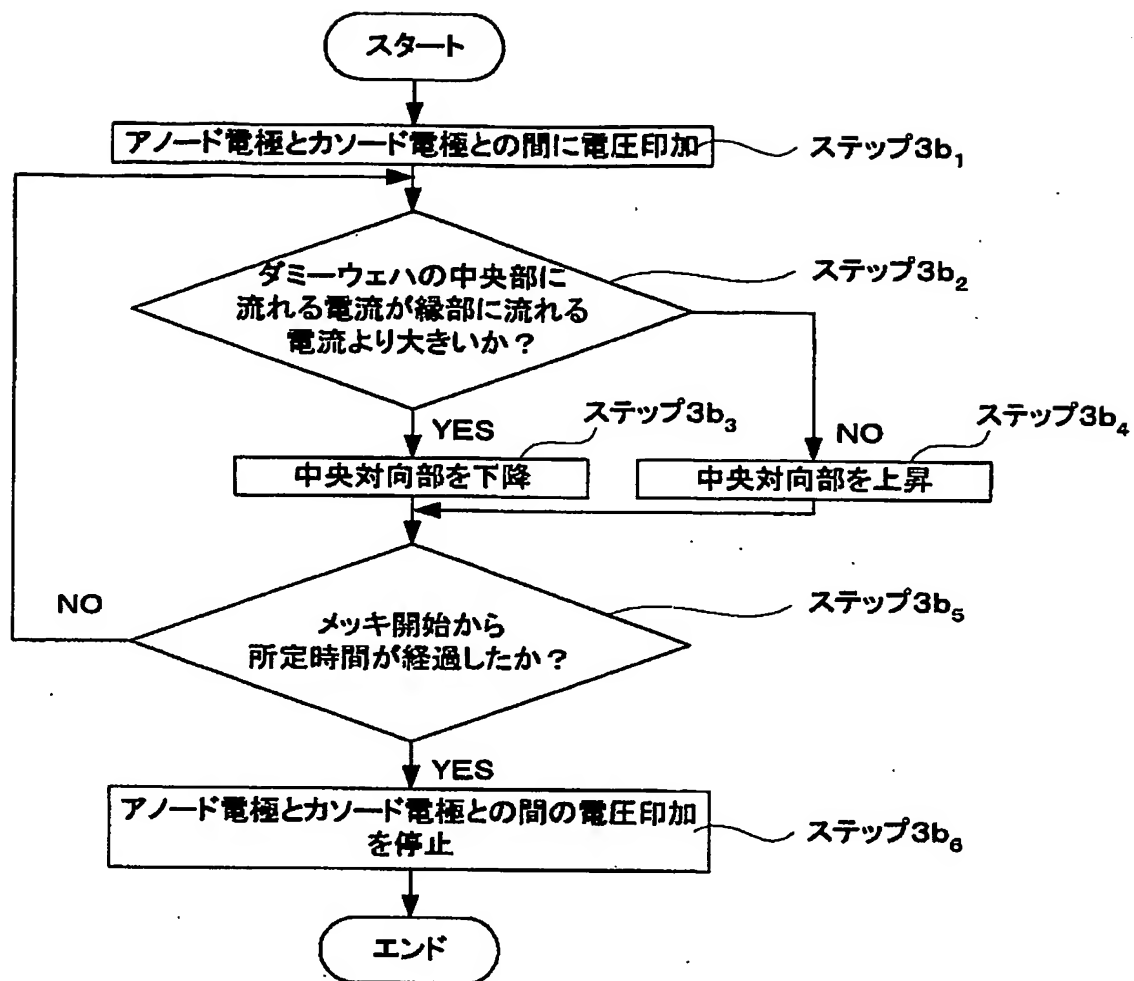 スタート
アノード電極とカソード電極との間に電圧印加
ステップ3b₁
ダミーウェハの中央部に
流れる電流が縁部に流れる
電流より大きいか？
ステップ3b₂
YES
ステップ3b₃
NO
ステップ3b₄
中央対向部を下降
中央対向部を上昇
NO
メッキ開始から
所定時間が経過したか？
ステップ3b₅
YES
アノード電極とカソード電極との間の電圧印加
を停止
ステップ3b₆
エンド